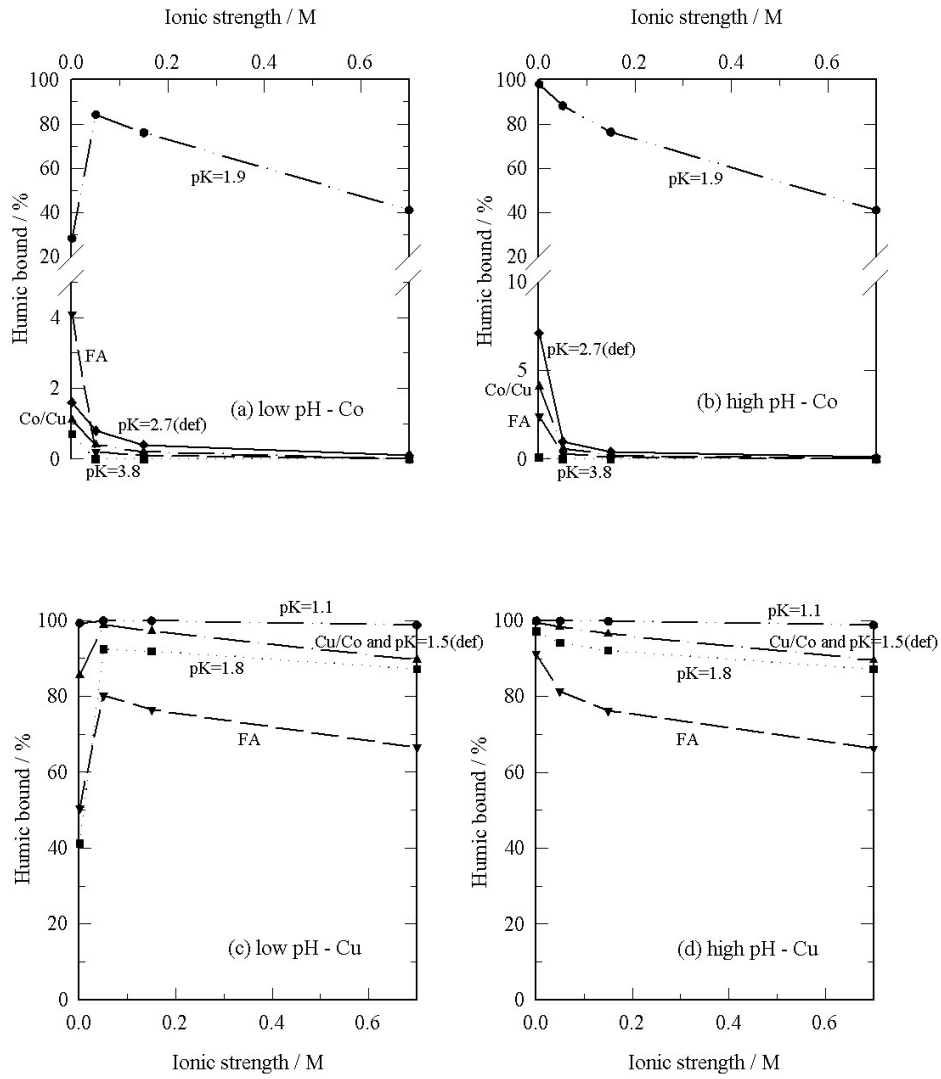 Ionic strength / M
Ionic strength / M
0.0 0.2 0.4 0.6
0.0 0.2 0.4 0.6
Humic bound / %
100
80
60
40
20
4
2
0
pK=1.9
FA
Co/Cu
pK=2.7(def)
pK=3.8
(a) low pH - Co
Humic bound / %
100
80
60
40
20
10
5
0
pK=1.9
pK=2.7(def)
Co/Cu
FA
pK=3.8
(b) high pH - Co
Humic bound / %
100
80
60
40
20
0
pK=1.1
Cu/Co and pK=1.5(def)
pK=1.8
FA
(c) low pH - Cu
0.0 0.2 0.4 0.6
Ionic strength / M
Humic bound / %
100
80
60
40
20
0
pK=1.1
Cu/Co and pK=1.5(def)
pK=1.8
FA
(d) high pH - Cu
0.0 0.2 0.4 0.6
Ionic strength / M